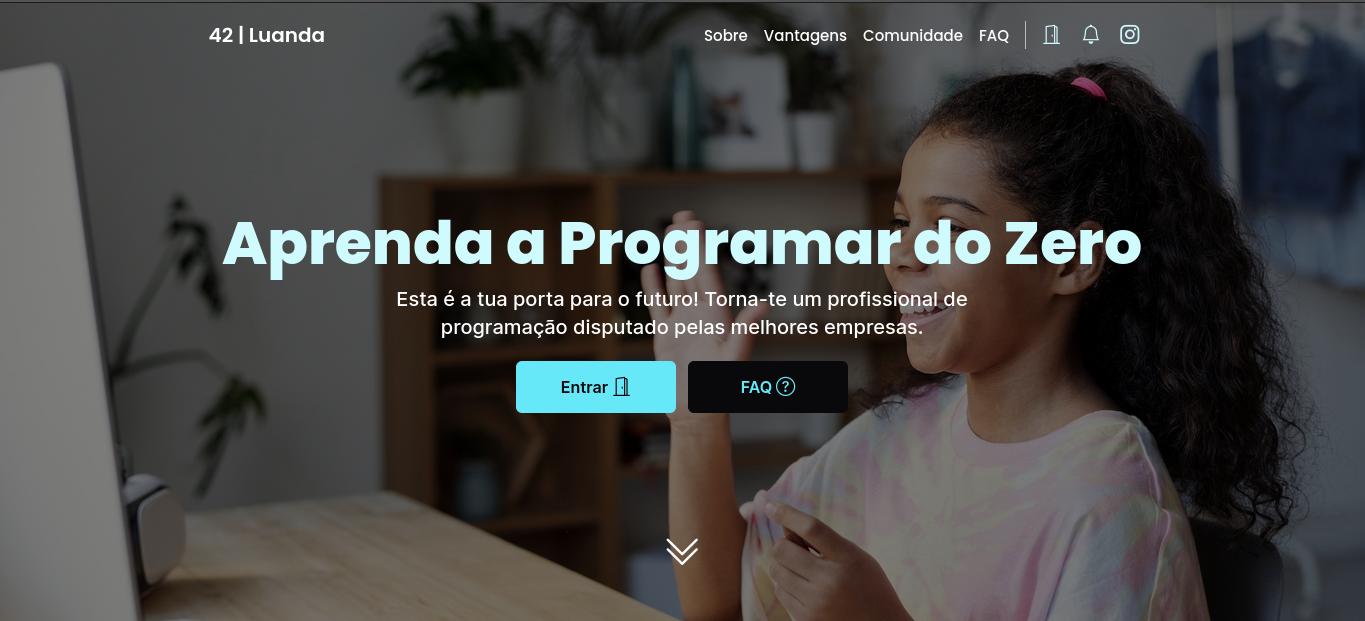 42 | Luanda
Sobre Vantagens Comunidade FAQ
Aprenda a Programar do Zero
Esta é a tua porta para o futuro! Torna-te um profissional de
programação disputado pelas melhores empresas.
Entrar
FAQ ?